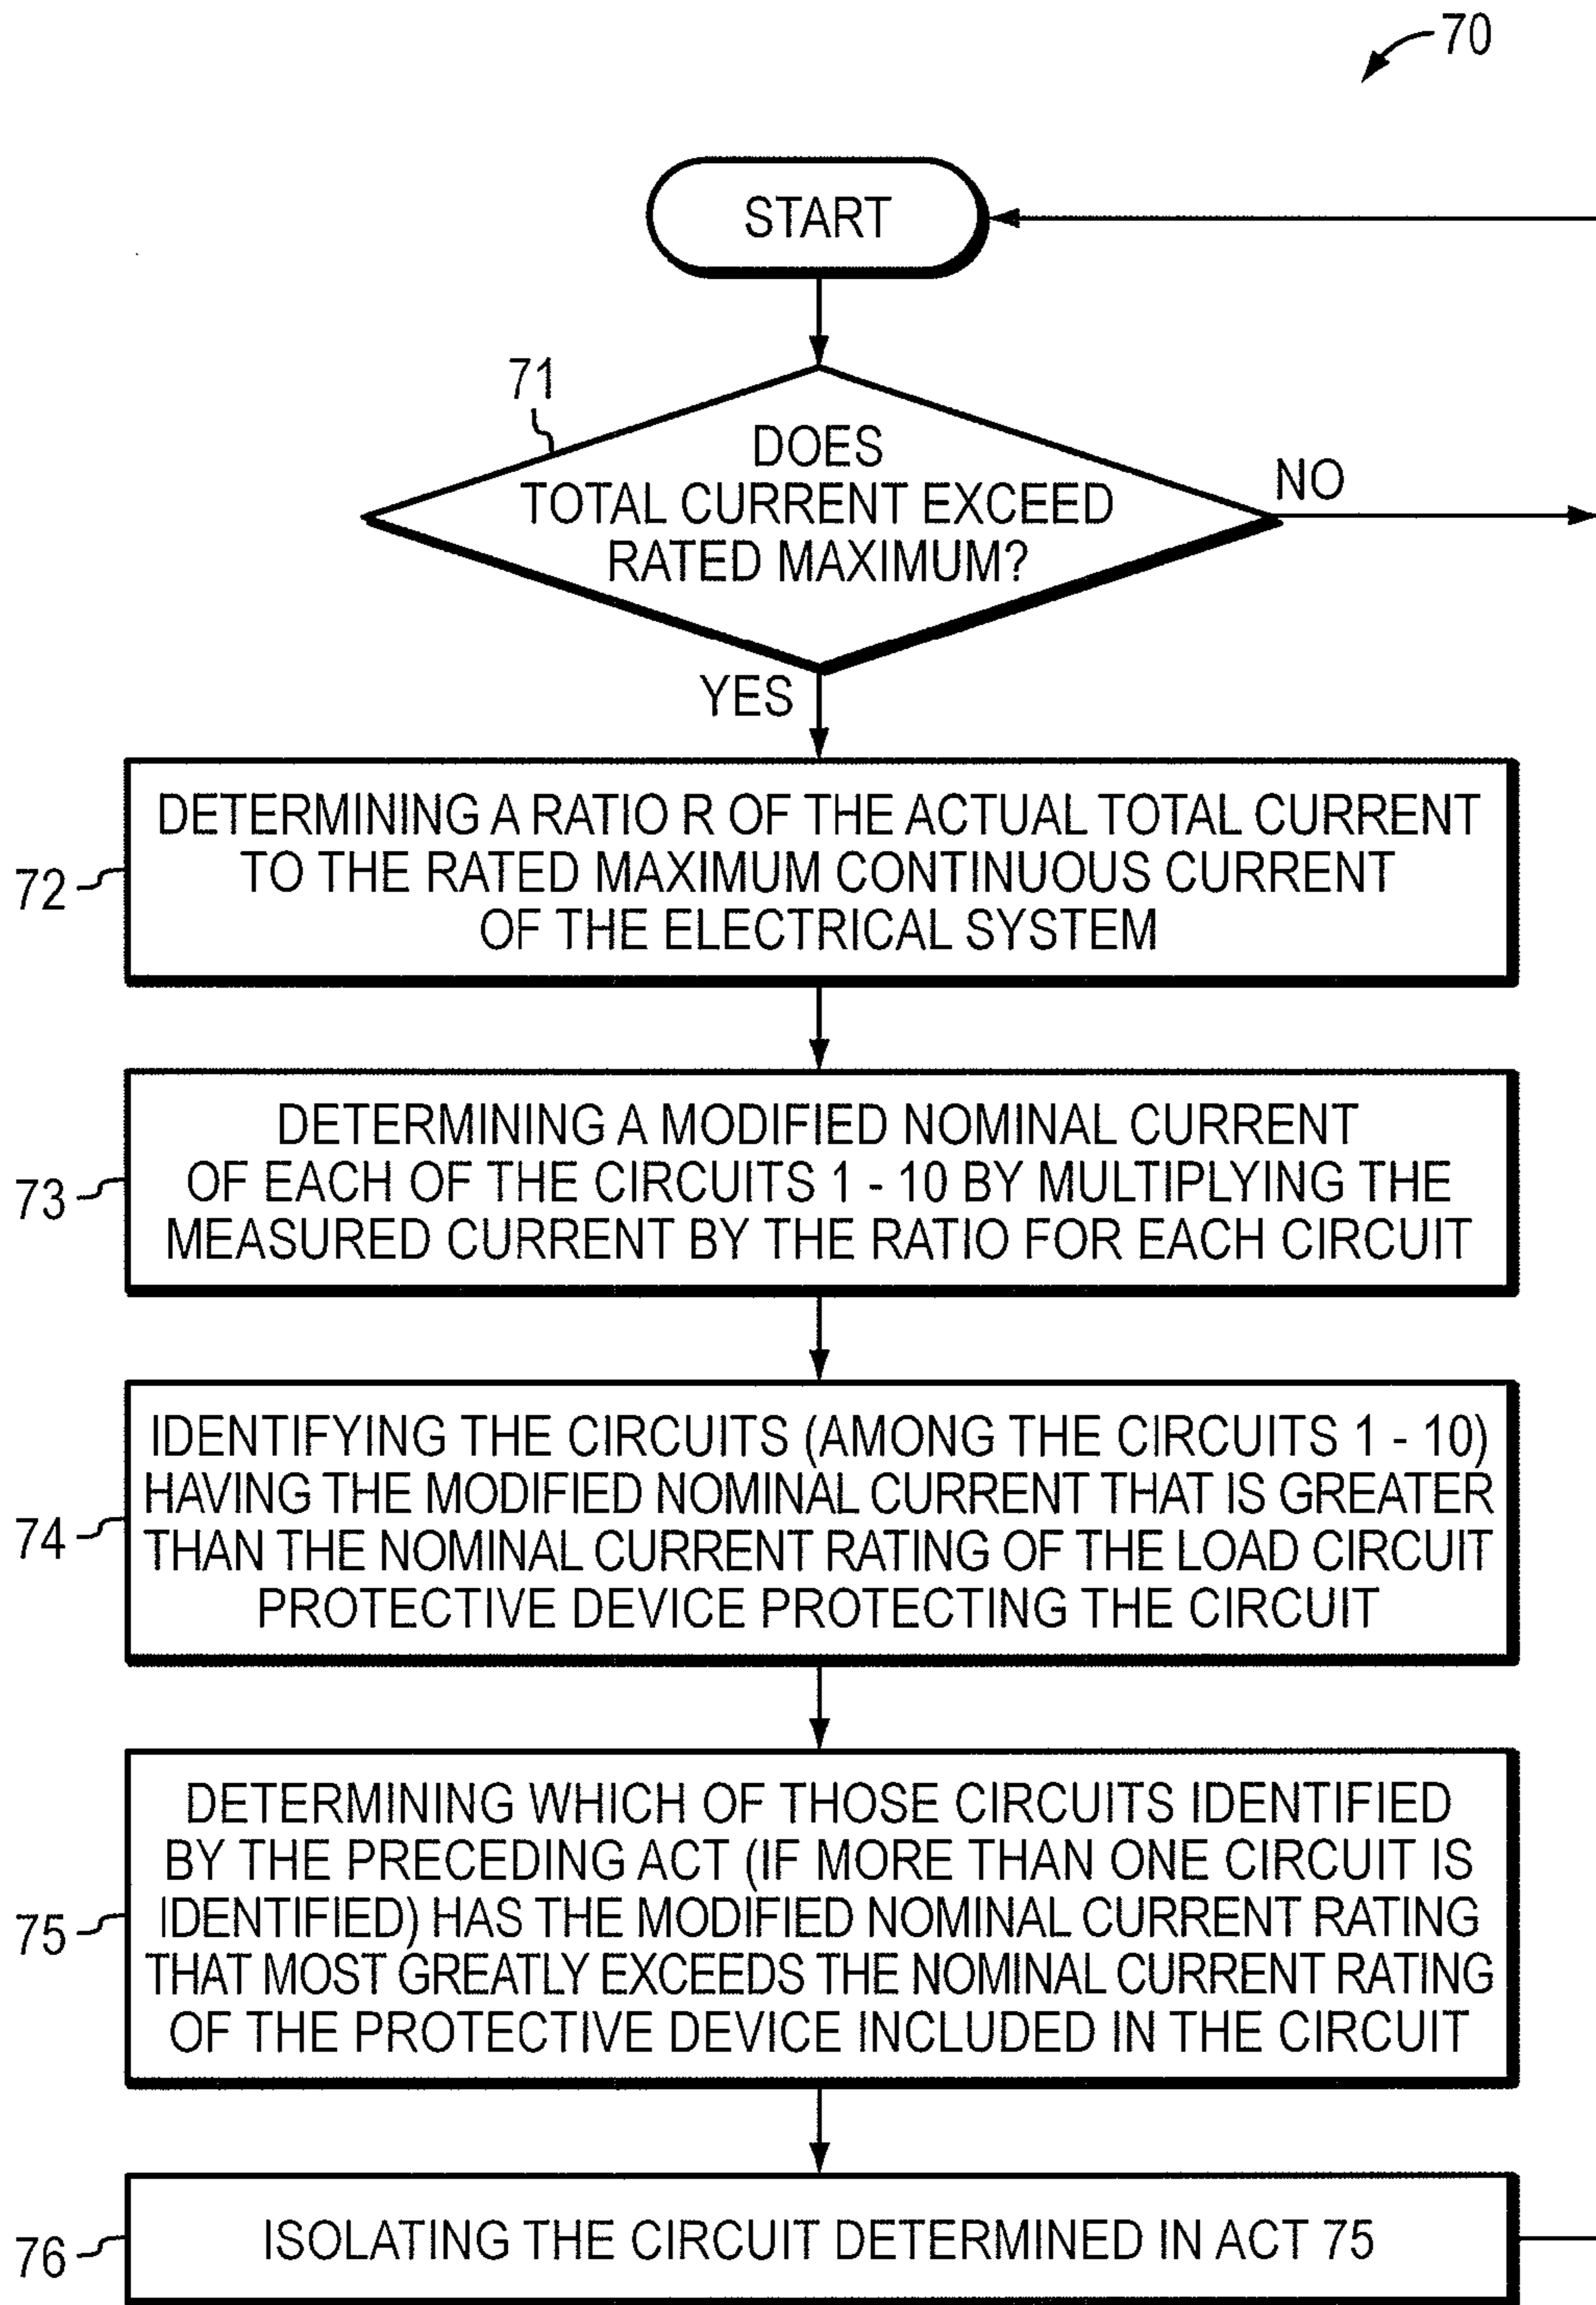 70
START
71
DOES
TOTAL CURRENT EXCEED
RATED MAXIMUM?
NO
YES
72
DETERMINING A RATIO R OF THE ACTUAL TOTAL CURRENT
TO THE RATED MAXIMUM CONTINUOUS CURRENT
OF THE ELECTRICAL SYSTEM
73
DETERMINING A MODIFIED NOMINAL CURRENT
OF EACH OF THE CIRCUITS 1 - 10 BY MULTIPLYING THE
MEASURED CURRENT BY THE RATIO FOR EACH CIRCUIT
74
IDENTIFYING THE CIRCUITS (AMONG THE CIRCUITS 1 - 10)
HAVING THE MODIFIED NOMINAL CURRENT THAT IS GREATER
THAN THE NOMINAL CURRENT RATING OF THE LOAD CIRCUIT
PROTECTIVE DEVICE PROTECTING THE CIRCUIT
75
DETERMINING WHICH OF THOSE CIRCUITS IDENTIFIED
BY THE PRECEDING ACT (IF MORE THAN ONE CIRCUIT IS
IDENTIFIED) HAS THE MODIFIED NOMINAL CURRENT RATING
THAT MOST GREATLY EXCEEDS THE NOMINAL CURRENT RATING
OF THE PROTECTIVE DEVICE INCLUDED IN THE CIRCUIT
76
ISOLATING THE CIRCUIT DETERMINED IN ACT 75